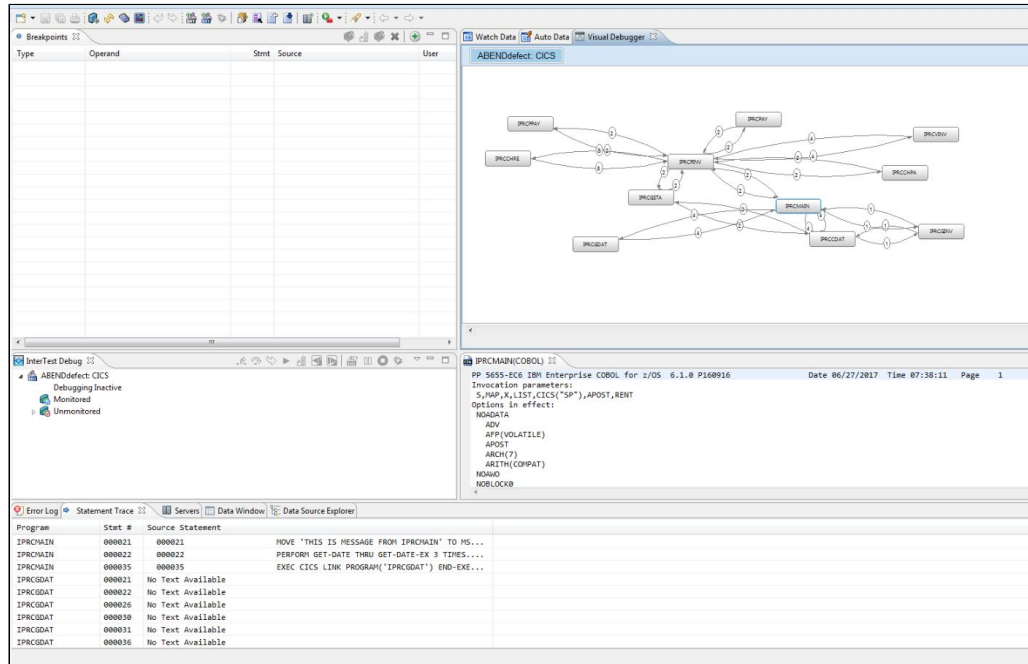 Breakpoints
Type Operand Stmt Source User
Watch Data Auto Data Visual Debugger
ABENDdefect: CICS
IPRCPPAY
IPRCPAY
IPRCVINV
IPRCCHRE
IPRCPENV
IPRCCHPA
IPRCGSTA
IPRCMAIN
IPRCGDAT
IPRCCDAT
IPRCGENV
InterTest Debug
ABENDdefect: CICS
Debugging Inactive
Monitored
Unmonitored
IPRCMAIN(COBOL)
PP 5655-EC6 IBM Enterprise COBOL for z/OS 6.1.0 P160916 Date 06/27/2017 Time 07:38:11 Page 1
Invocation parameters:
S,MAP,X,LIST,CICS("SP"),APOST,RENT
Options in effect:
NOADATA
ADV
AFP(VOLATILE)
APOST
ARCH(7)
ARITH(COMPAT)
NOAWO
NOBLOCK0
Error Log Statement Trace Servers Data Window Data Source Explorer
Program Stmt # Source Statement
IPRCMAIN 000021 000021 MOVE 'THIS IS MESSAGE FROM IPRCMAIN' TO MS...
IPRCMAIN 000022 000022 PERFORM GET-DATE THRU GET-DATE-EX 3 TIMES....
IPRCMAIN 000035 000035 EXEC CICS LINK PROGRAM('IPRCGDAT') END-EXE...
IPRCGDAT 000021 No Text Available
IPRCGDAT 000022 No Text Available
IPRCGDAT 000026 No Text Available
IPRCGDAT 000030 No Text Available
IPRCGDAT 000031 No Text Available
IPRCGDAT 000036 No Text Available